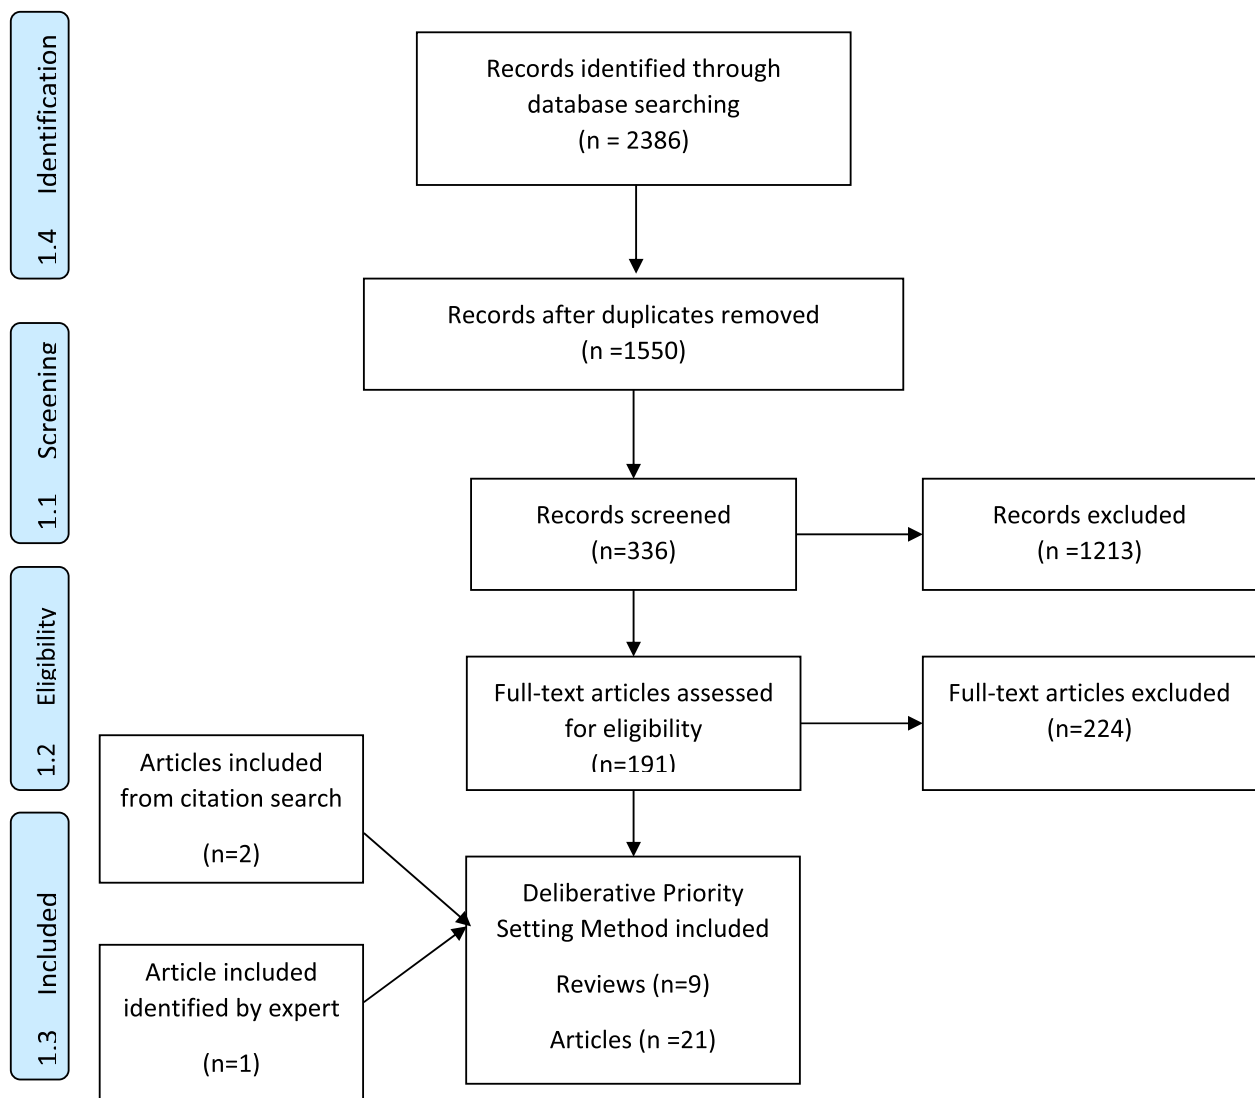 1.4 Identification
Records identified through
database searching
(n = 2386)
Records after duplicates removed
(n =1550)
1.1 Screening
Records screened
(n=336)
Records excluded
(n =1213)
1.2 Eligibility
Full-text articles assessed
for eligibility
(n=191)
Full-text articles excluded
(n=224)
Articles included
from citation search
(n=2)
1.3 Included
Deliberative Priority
Setting Method included
Reviews (n=9)
Articles (n =21)
Article included
identified by expert
(n=1)